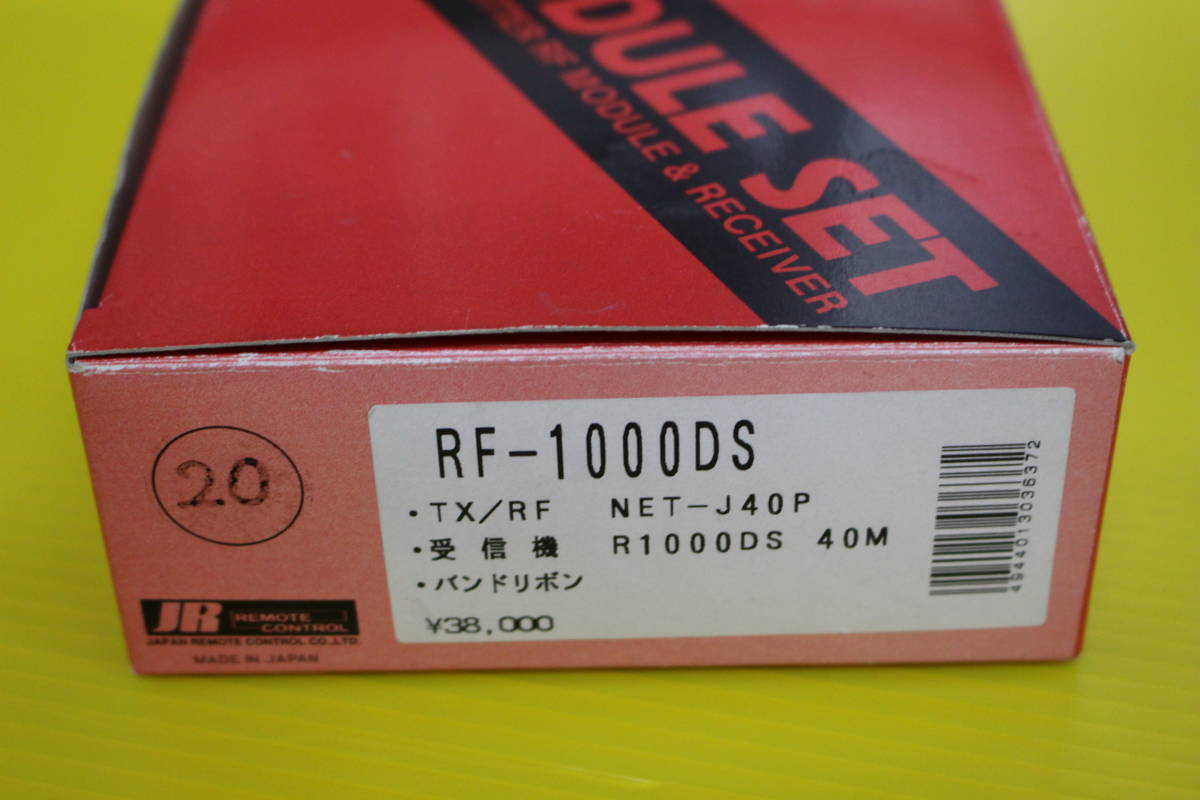 DULE SET
RF MODULE & RECEIVER
RF-1000DS
・TX/RF NET-J40P
・受信機 R1000DS 40M
・バンドリボン
¥38,000
4944013036372
20
JR [REMOTE CONTROL]
JAPAN REMOTE CONTROL CO.,LTD.
MADE IN JAPAN